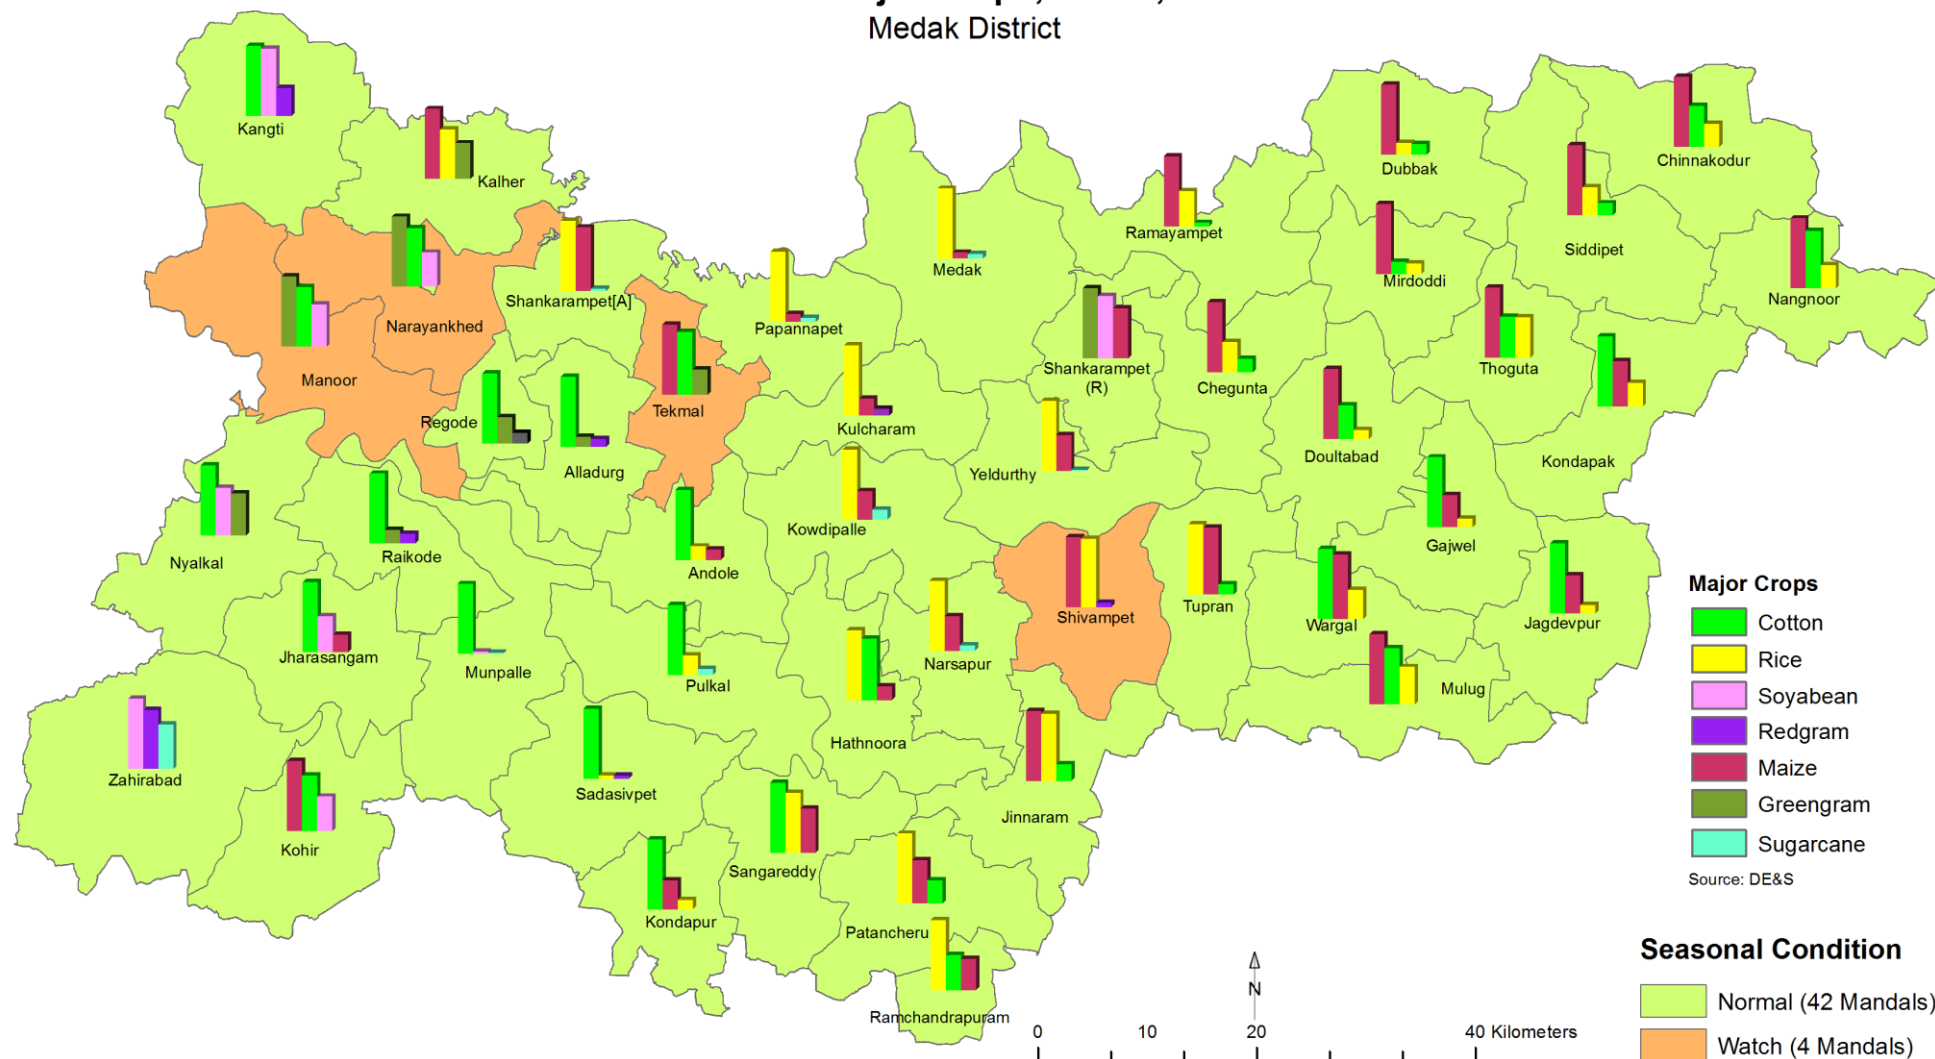 Medak District
Kangti
Kalher
Dubbak
Chinnakodur
Ramayampet
Siddipet
Medak
Mirdoddi
Nangnoor
Shankarampet[A]
Papannapet
Narayankhed
Manoor
Shankarampet
(R)
Chegunta
Thoguta
Tekmal
Regode
Kulcharam
Alladurg
Yeldurthy
Doultabad
Kondapak
Kowdipalle
Gajwel
Nyalkal
Raikode
Andole
Shivampet
Tupran
Wargal
Jagdevpur
Jharasangam
Munpalle
Pulkal
Narsapur
Mulug
Hathnoora
Zahirabad
Sadasivpet
Jinnaram
Kohir
Sangareddy
Kondapur
Patancheru
Ramchandrapuram
Major Crops
Cotton
Rice
Soyabean
Redgram
Maize
Greengram
Sugarcane
Source: DE&S
Seasonal Condition
Normal (42 Mandals)
Watch (4 Mandals)
N
0 10 20 40 Kilometers